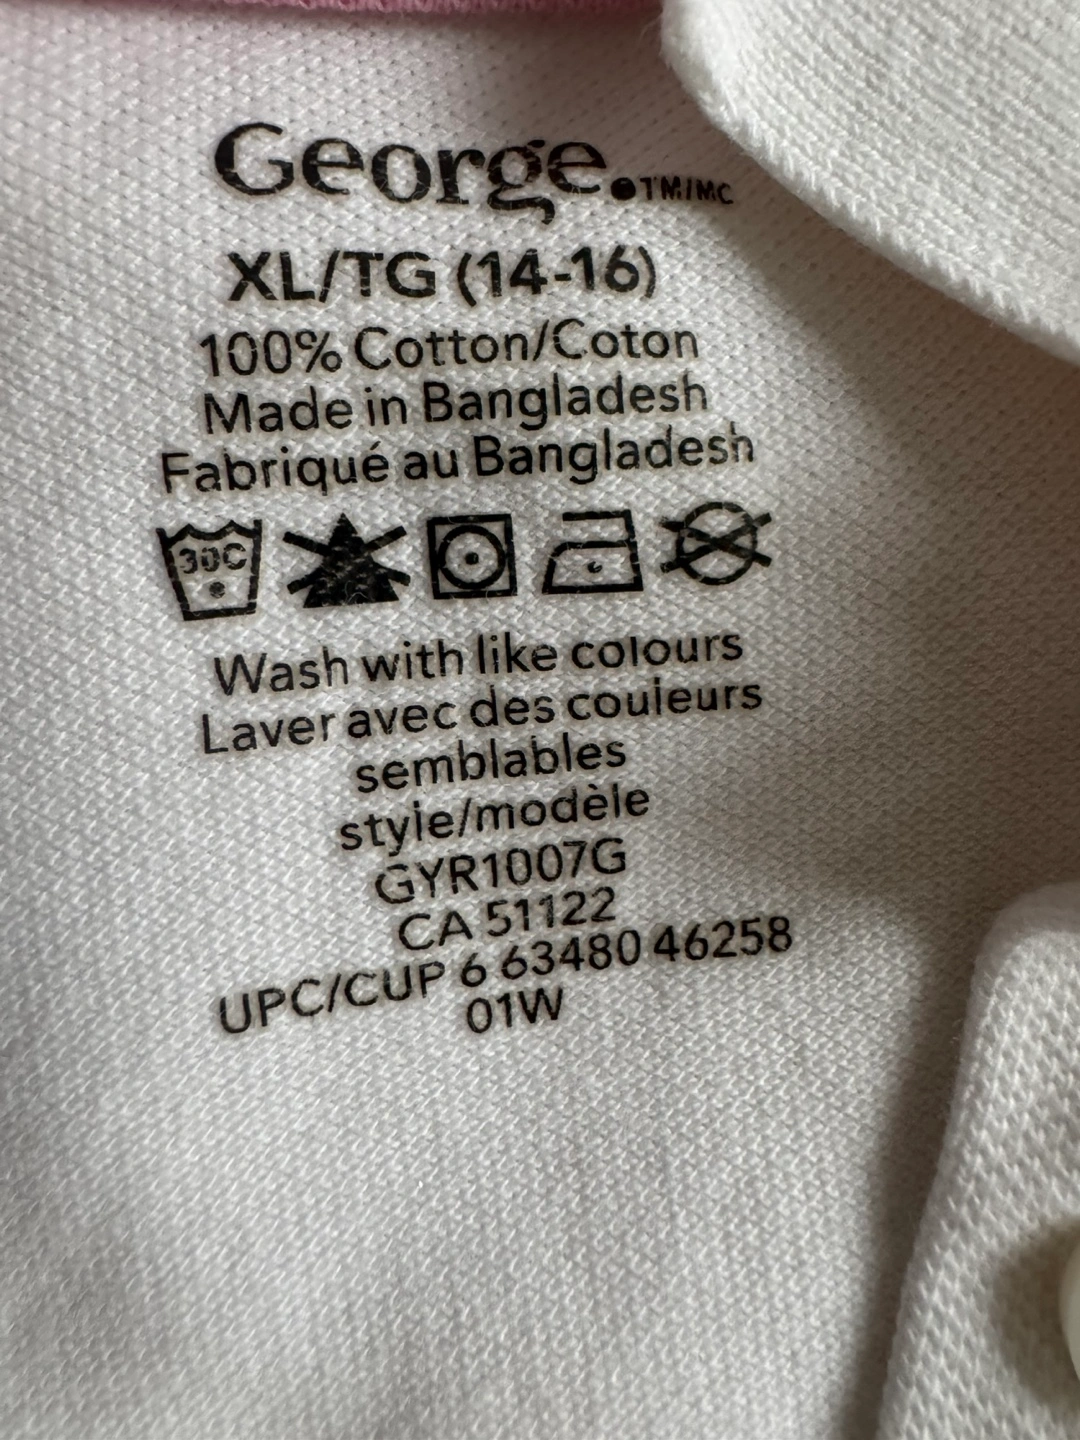 George.TM/MC
XL/TG (14-16)
100% Cotton/Coton
Made in Bangladesh
Fabriqué au Bangladesh
30C
Wash with like colours
Laver avec des couleurs
semblables
style/modèle
GYR1007G
CA 51122
UPC/CUP 6 63480 46258
01W